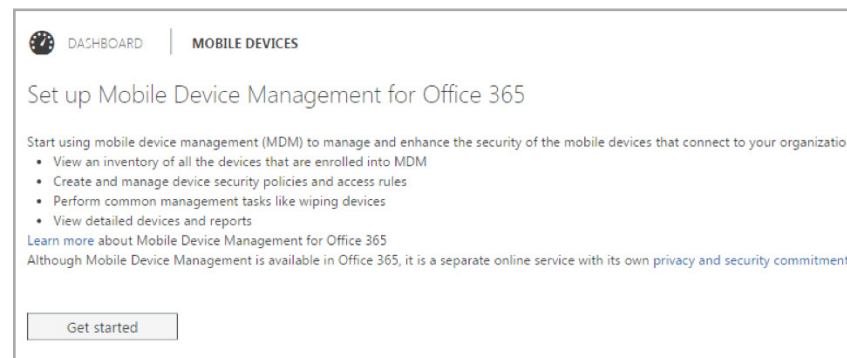 DASHBOARD MOBILE DEVICES
Set up Mobile Device Management for Office 365
Start using mobile device management (MDM) to manage and enhance the security of the mobile devices that connect to your organizatio
• View an inventory of all the devices that are enrolled into MDM
• Create and manage device security policies and access rules
• Perform common management tasks like wiping devices
• View detailed devices and reports
Learn more about Mobile Device Management for Office 365
Although Mobile Device Management is available in Office 365, it is a separate online service with its own privacy and security commitment
Get started